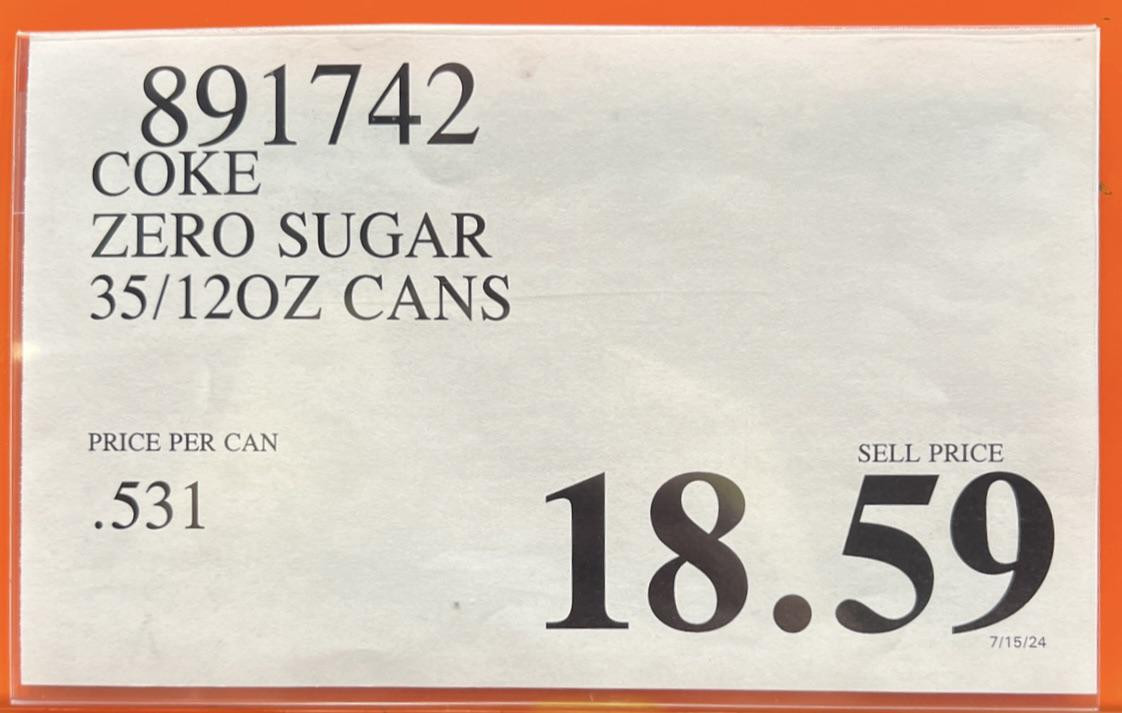 891742
COKE
ZERO SUGAR
35/12OZ CANS
PRICE PER CAN
.531
SELL PRICE
18.59
7/15/24